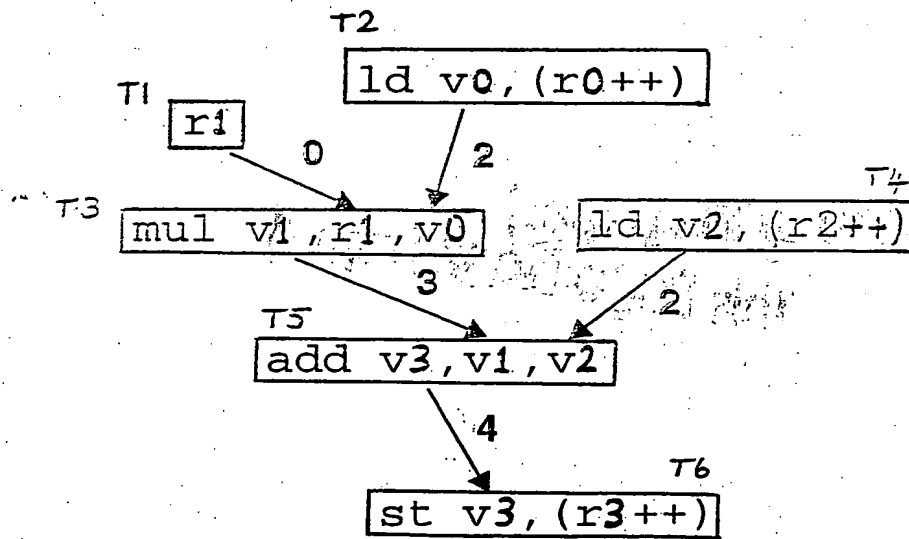 T2
ld v0,(r0++)
T1
r1
0
2
T3
T4
mul v1,r1,v0
ld v2,(r2++)
3
2
T5
add v3,v1,v2
4
T6
st v3,(r3++)